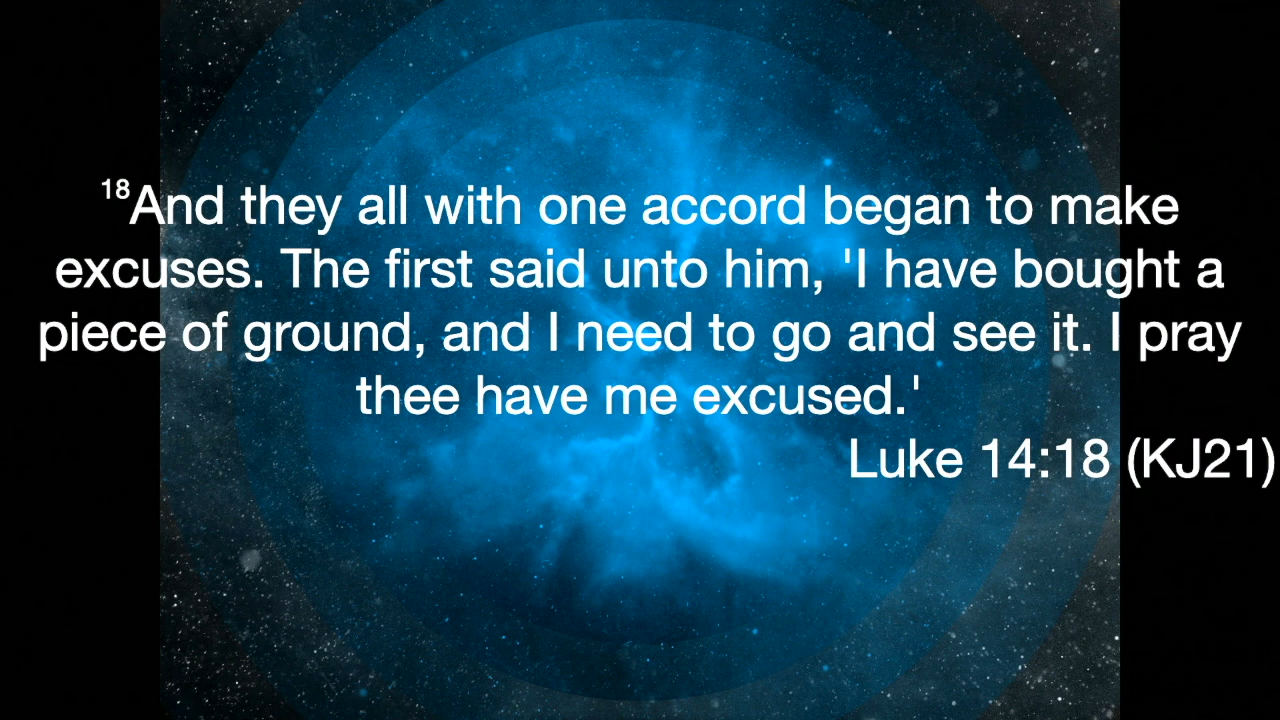 18And they all with one accord began to make
excuses. The first said unto him, 'I have bought a
piece of ground, and I need to go and see it. I pray
thee have me excused.'
Luke 14:18 (KJ21)